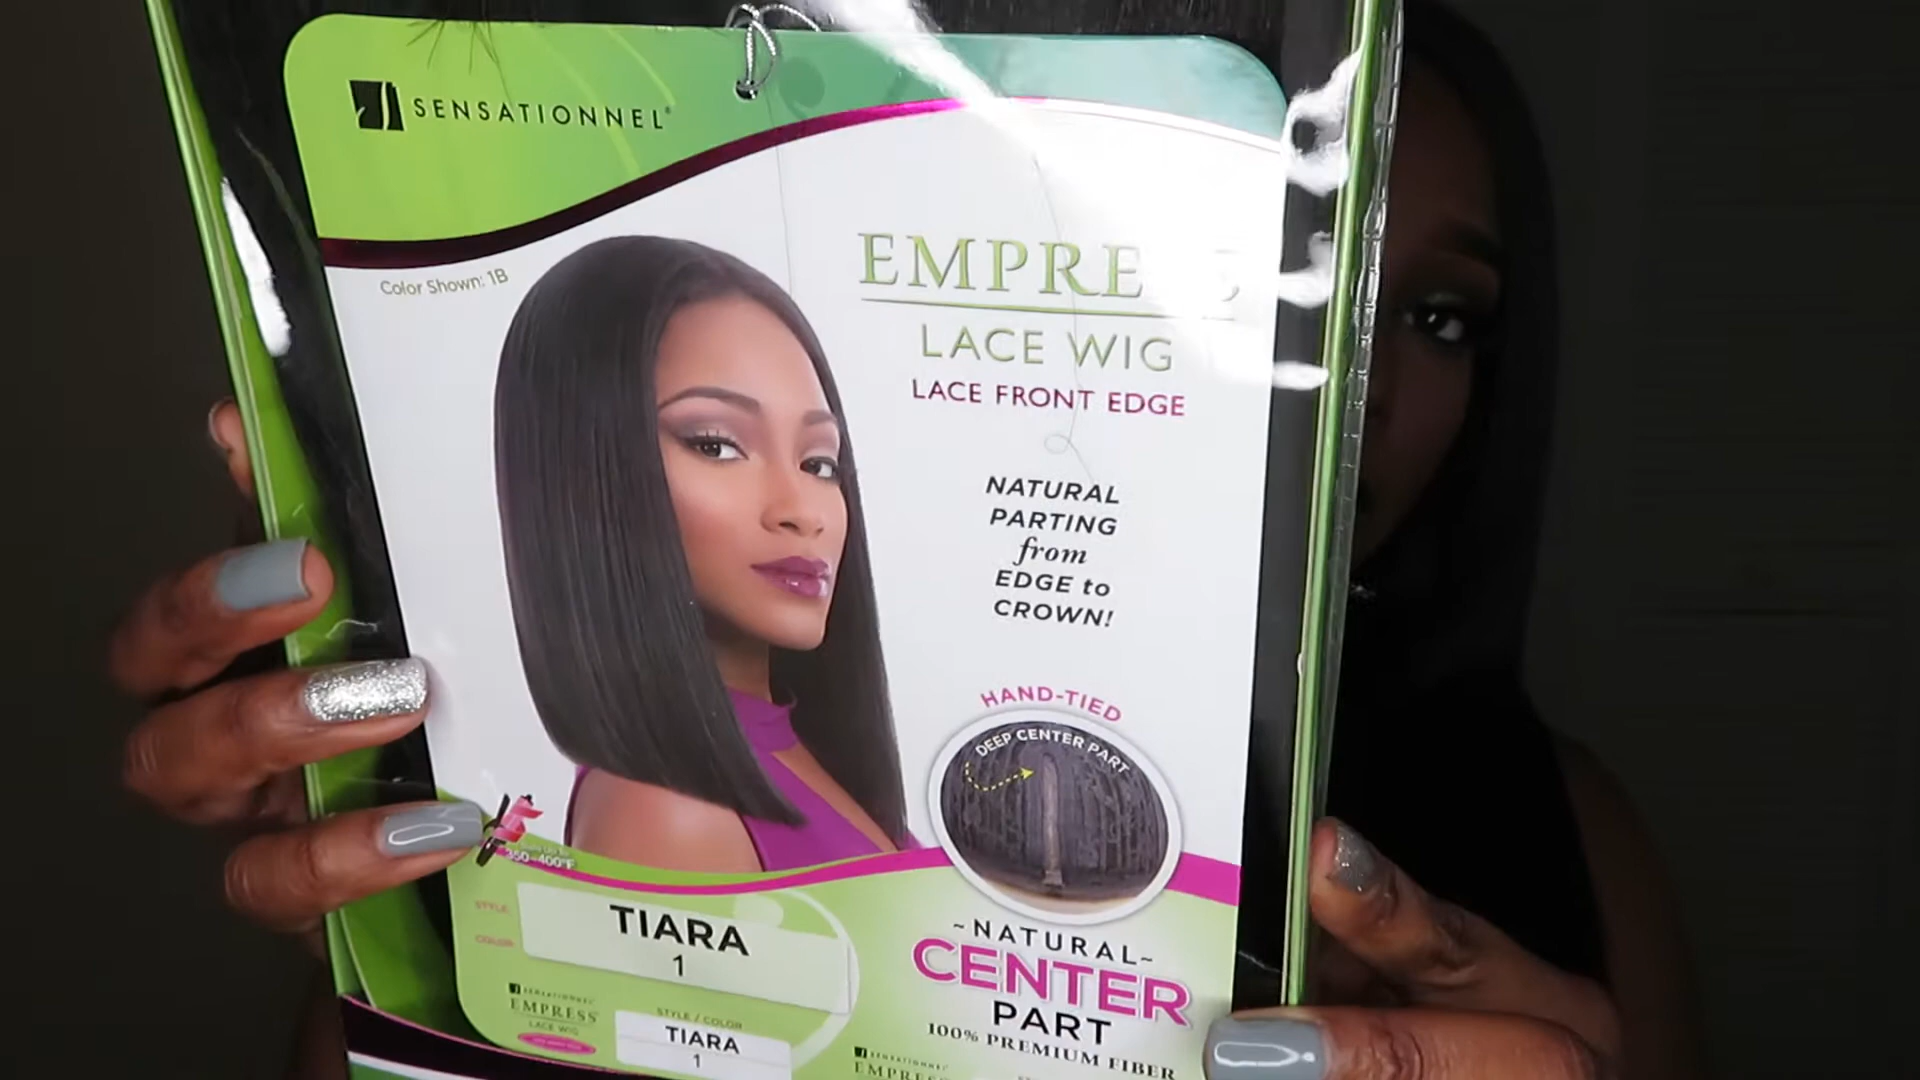 SENSATIONNEL®
Color Shown: 1B
EMPRE S
LACE WIG
LACE FRONT EDGE
NATURAL
PARTING
from
EDGE to
CROWN!
HAND-TIED
DEEP CENTER PART
350-400°F
STYLE:
TIARA
COLOR:
1
~NATURAL~
CENTER
PART
100% PREMIUM FIBER
SENSATIONNEL
EMPRESS
LACE WIG
STYLE / COLOR
TIARA
1
SENSATIONNEL
EMPRES